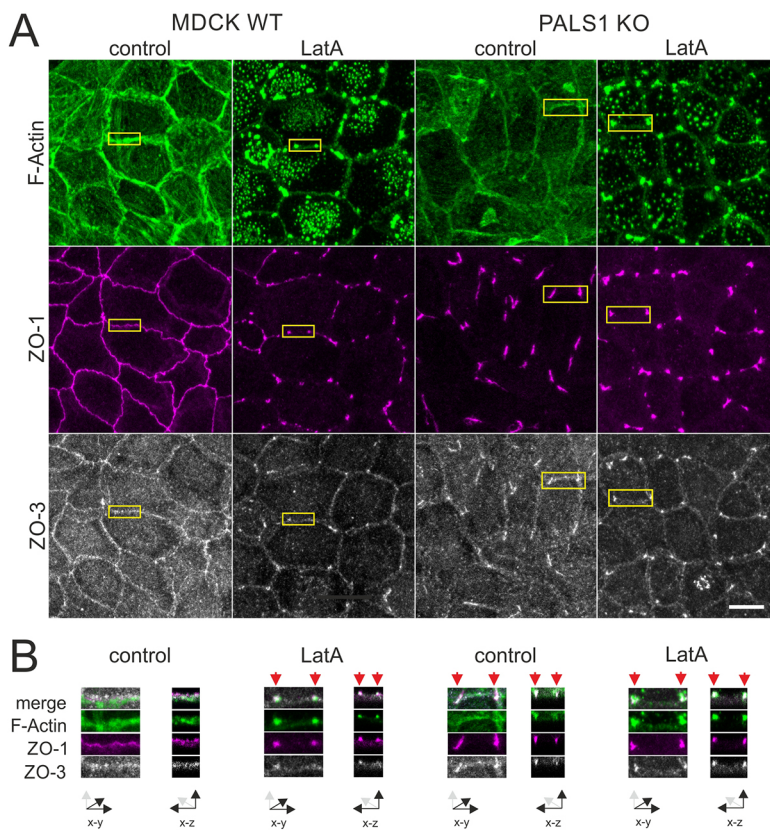 A
MDCK WT PALS1 KO
control LatA control LatA
F-Actin
ZO-1
ZO-3
B
control LatA control LatA
merge
F-Actin
ZO-1
ZO-3
x-y x-z x-y x-z x-y x-z x-y x-z